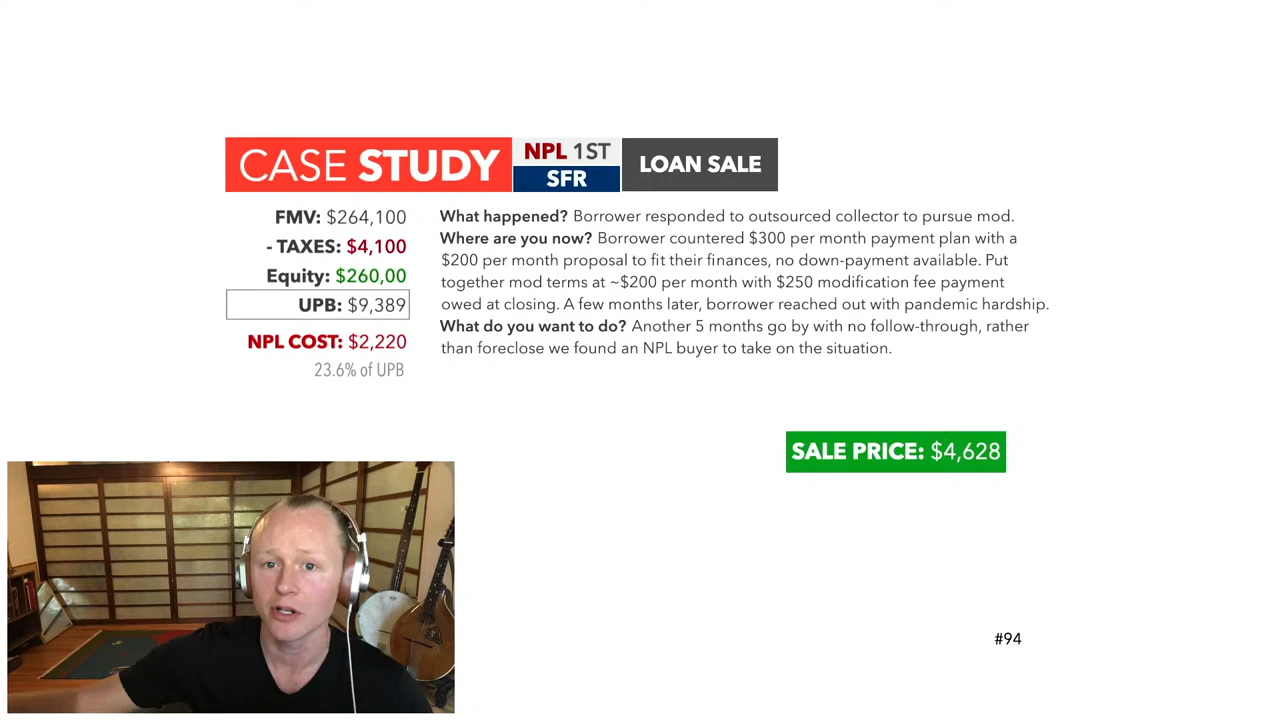 CASE STUDY
NPL 1ST
SFR
LOAN SALE
FMV: $264,100
- TAXES: $4,100
Equity: $260,00
UPB: $9,389
NPL COST: $2,220
23.6% of UPB
What happened? Borrower responded to outsourced collector to pursue mod.
Where are you now? Borrower countered $300 per month payment plan with a
$200 per month proposal to fit their finances, no down-payment available. Put
together mod terms at ~$200 per month with $250 modification fee payment
owed at closing. A few months later, borrower reached out with pandemic hardship.
What do you want to do? Another 5 months go by with no follow-through, rather
than foreclose we found an NPL buyer to take on the situation.
SALE PRICE: $4,628
#94